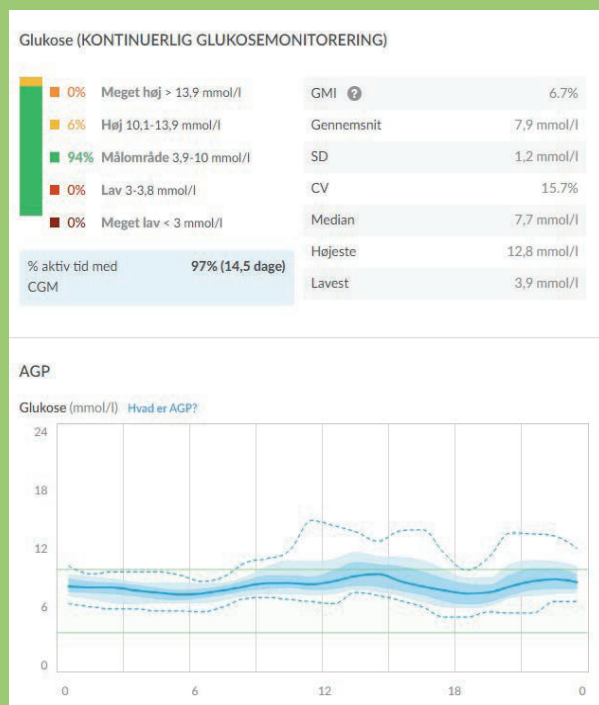 Glukose (KONTINUERLIG GLUKOSEMONITORERING)
0% Meget høj > 13,9 mmol/l
6% Høj 10,1-13,9 mmol/l
94% Målområde 3,9-10 mmol/l
0% Lav 3-3,8 mmol/l
0% Meget lav < 3 mmol/l
% aktiv tid med CGM 97% (14,5 dage)
GMI ? 6.7%
Gennemsnit 7,9 mmol/l
SD 1,2 mmol/l
CV 15.7%
Median 7,7 mmol/l
Højeste 12,8 mmol/l
Lavest 3,9 mmol/l
AGP
Glukose (mmol/l) Hvad er AGP?
24
18
12
6
0
0 6 12 18 0